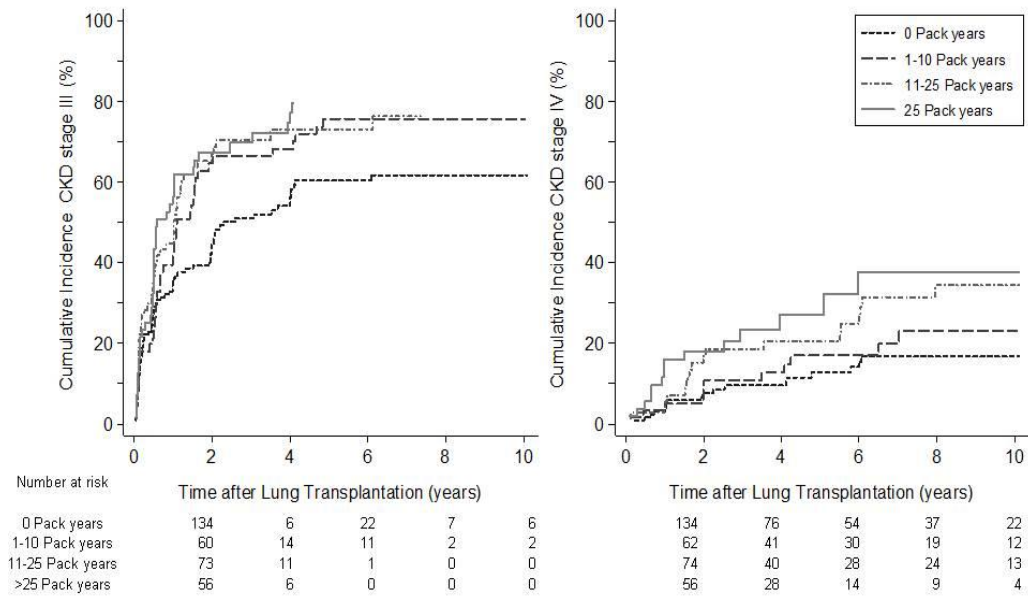 100
80
60
40
20
0
Cumulative Incidence CKD stage III (%)
0 2 4 6 8 10
Time after Lung Transplantation (years)
100
80
60
40
20
0
Cumulative Incidence CKD stage IV (%)
0 Pack years
1-10 Pack years
11-25 Pack years
25 Pack years
0 2 4 6 8 10
Time after Lung Transplantation (years)
Number at risk
0 Pack years 134 6 22 7 6 134 76 54 37 22
1-10 Pack years 60 14 11 2 2 62 41 30 19 12
11-25 Pack years 73 11 1 0 0 74 40 28 24 13
>25 Pack years 56 6 0 0 0 56 28 14 9 4